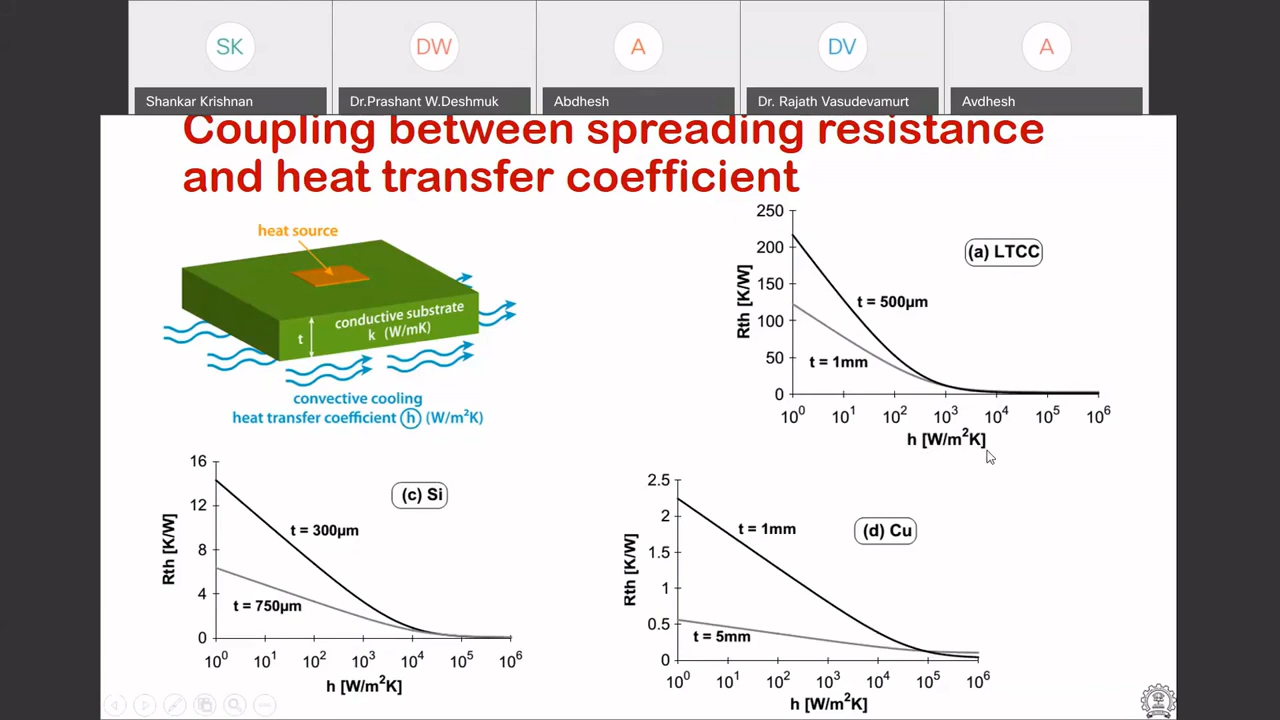 SK
DW
A
DV
A
Shankar Krishnan
Dr.Prashant W.Deshmuk
Abdhesh
Dr. Rajath Vasudevamurt
Avdhesh
Coupling between spreading resistance
and heat transfer coefficient
heat source
conductive substrate
k (W/mK)
t
convective cooling
heat transfer coefficient h (W/m²K)
250
200
150
100
50
0
Rth [K/W]
(a) LTCC
t = 500µm
t = 1mm
10⁰ 10¹ 10² 10³ 10⁴ 10⁵ 10⁶
h [W/m²K]
16
12
8
4
0
Rth [K/W]
(c) Si
t = 300µm
t = 750µm
10⁰ 10¹ 10² 10³ 10⁴ 10⁵ 10⁶
h [W/m²K]
2.5
2
1.5
1
0.5
0
Rth [K/W]
(d) Cu
t = 1mm
t = 5mm
10⁰ 10¹ 10² 10³ 10⁴ 10⁵ 10⁶
h [W/m²K]